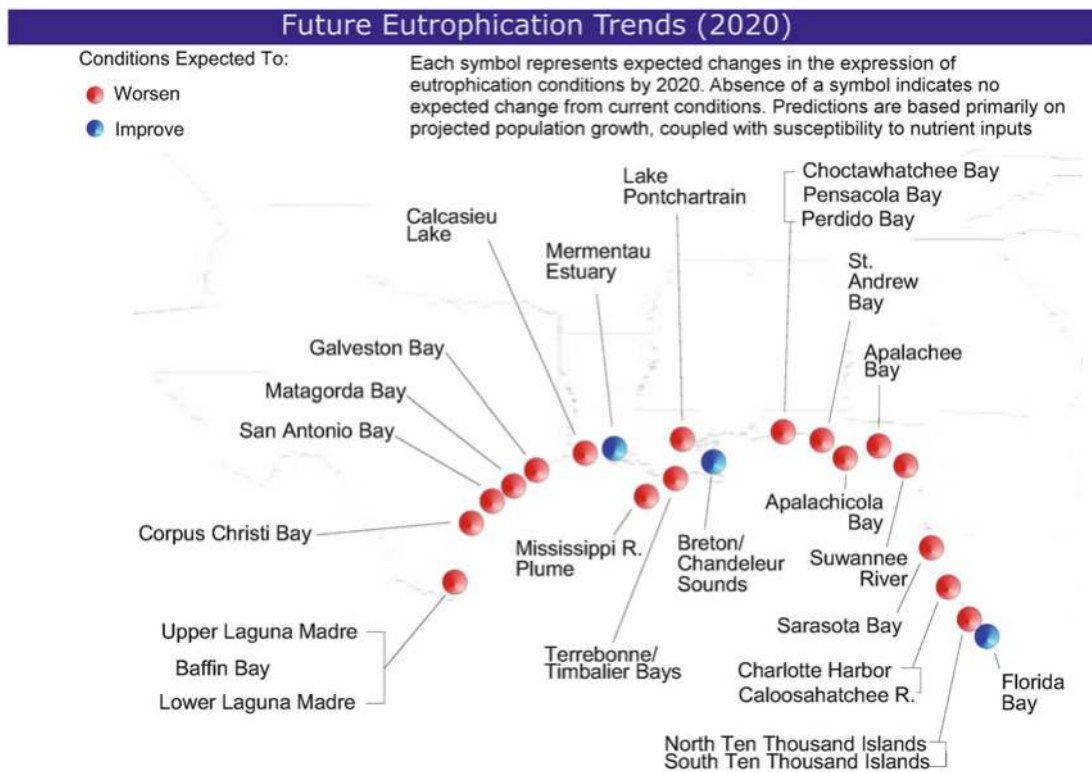 Future Eutrophication Trends (2020)
Conditions Expected To:
Worsen
Improve
Each symbol represents expected changes in the expression of
eutrophication conditions by 2020. Absence of a symbol indicates no
expected change from current conditions. Predictions are based primarily on
projected population growth, coupled with susceptibility to nutrient inputs
Lake
Pontchartrain
Choctawhatchee Bay
Pensacola Bay
Perdido Bay
Calcasieu
Lake
Mermentau
Estuary
St.
Andrew
Bay
Galveston Bay
Apalachee
Bay
Matagorda Bay
San Antonio Bay
Corpus Christi Bay
Apalachicola
Bay
Mississippi R.
Plume
Breton/
Chandeleur
Sounds
Suwannee
River
Upper Laguna Madre
Baffin Bay
Lower Laguna Madre
Terrebonne/
Timbalier Bays
Sarasota Bay
Charlotte Harbor
Caloosahatchee R.
Florida
Bay
North Ten Thousand Islands
South Ten Thousand Islands